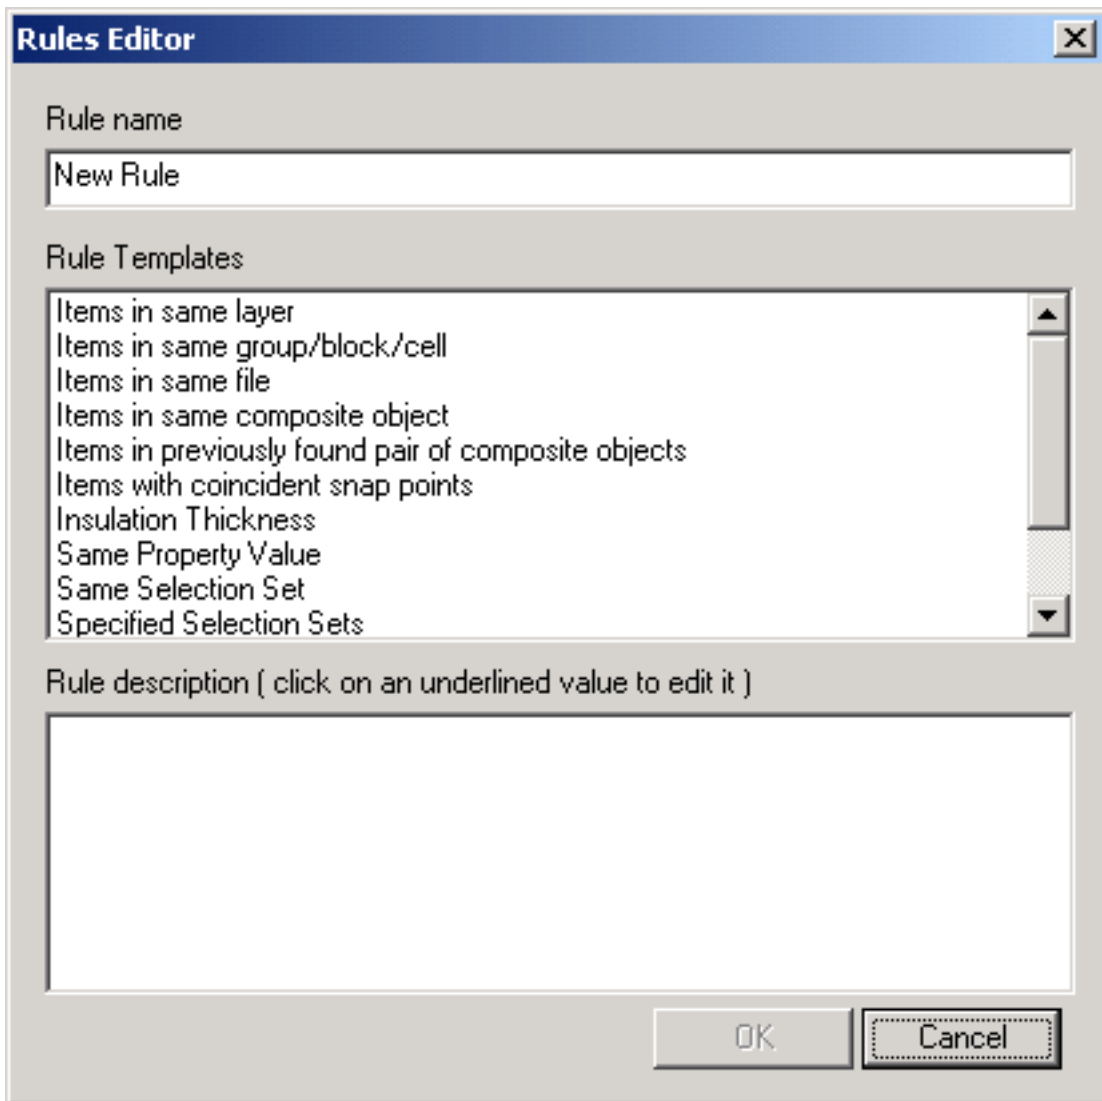 Rules Editor
Rule name
New Rule
Rule Templates
Items in same layer
Items in same group/block/cell
Items in same file
Items in same composite object
Items in previously found pair of composite objects
Items with coincident snap points
Insulation Thickness
Same Property Value
Same Selection Set
Specified Selection Sets
Rule description ( click on an underlined value to edit it )
OK Cancel